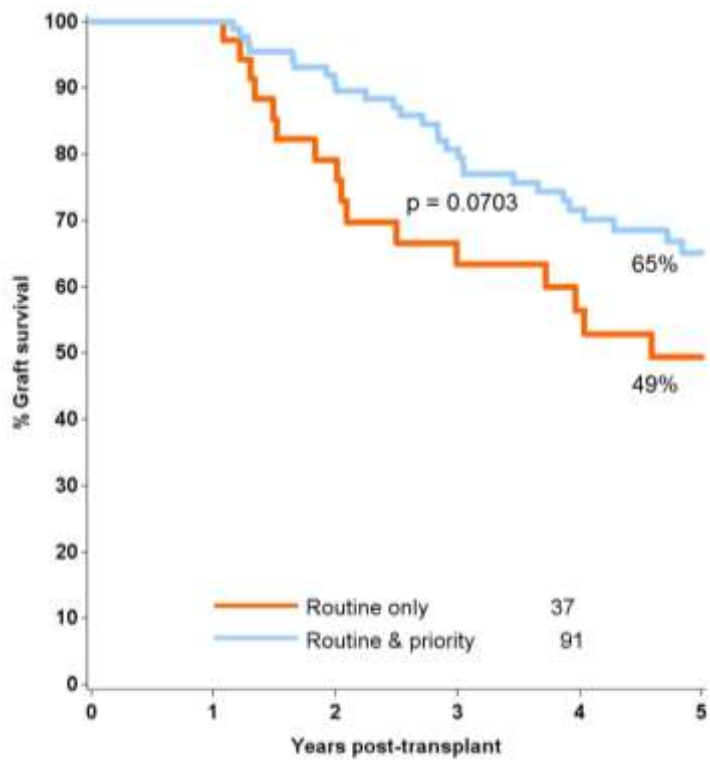 100
90
80
70
60
50
40
30
20
10
0
% Graft survival
p = 0.0703
65%
49%
Routine only 37
Routine & priority 91
0 1 2 3 4 5
Years post-transplant